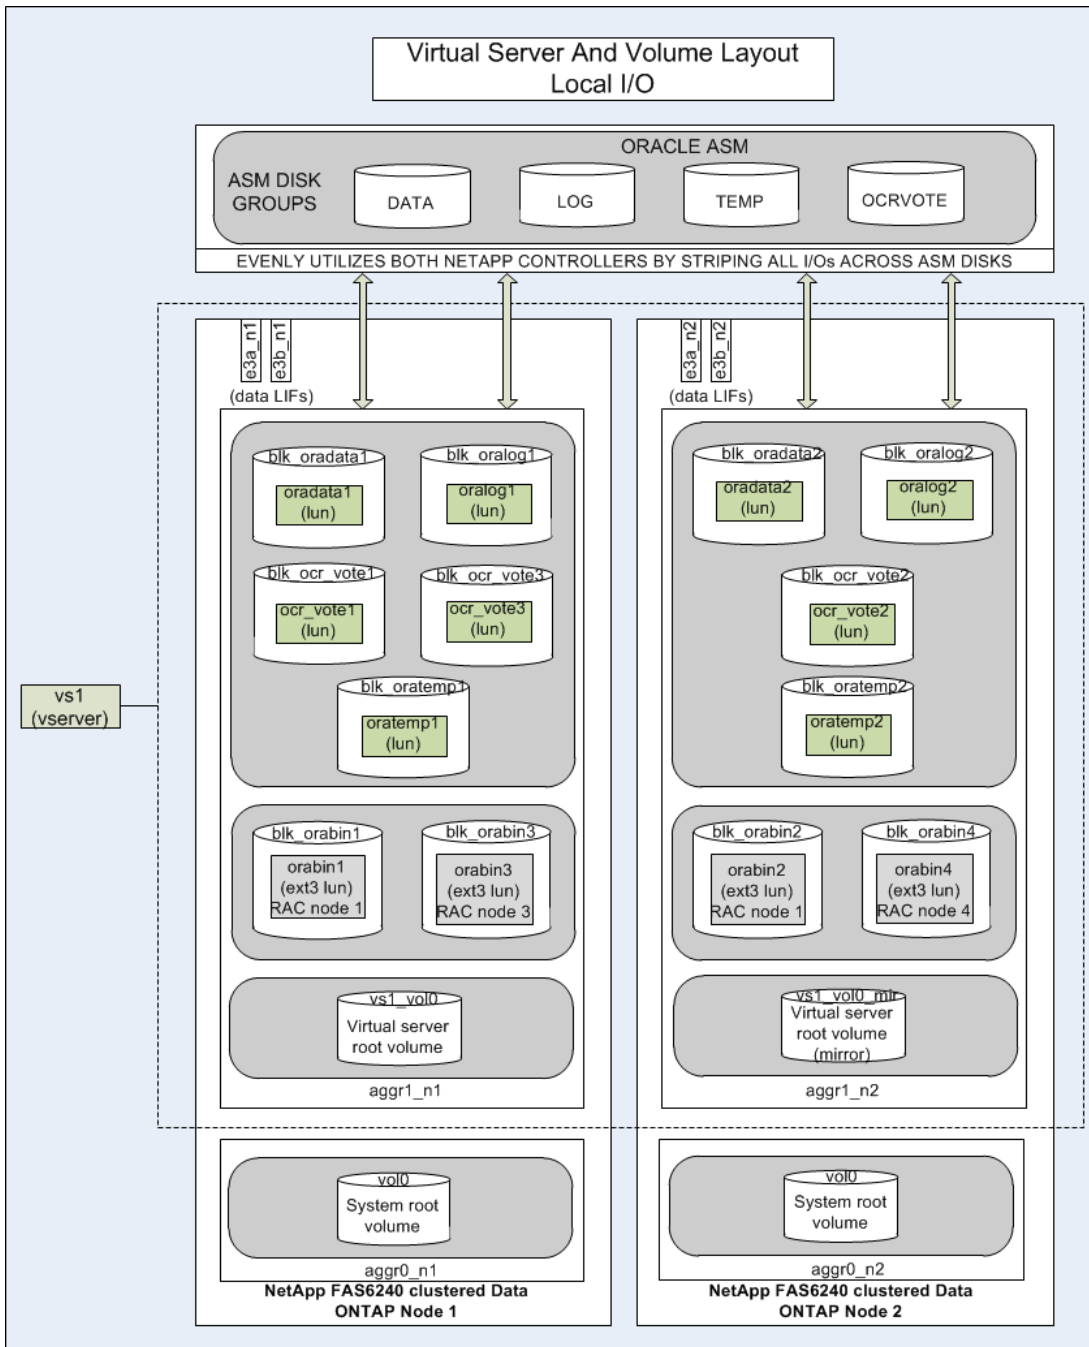 Virtual Server And Volume Layout
Local I/O
ORACLE ASM
ASM DISK
GROUPS
DATA
LOG
TEMP
OCRVOTE
EVENLY UTILIZES BOTH NETAPP CONTROLLERS BY STRIPING ALL I/Os ACROSS ASM DISKS
e3a_n1
e3b_n1
(data LIFs)
blk_oradata1
oradata1
(lun)
blk_oralog1
oralog1
(lun)
blk_ocr_vote1
ocr_vote1
(lun)
blk_ocr_vote3
ocr_vote3
(lun)
blk_oratemp1
oratemp1
(lun)
blk_orabin1
orabin1
(ext3 lun)
RAC node 1
blk_orabin3
orabin3
(ext3 lun)
RAC node 3
vs1_vol0
Virtual server
root volume
aggr1_n1
vol0
System root
volume
aggr0_n1
NetApp FAS6240 clustered Data
ONTAP Node 1
e3a_n2
e3b_n2
(data LIFs)
blk_oradata2
oradata2
(lun)
blk_oralog2
oralog2
(lun)
blk_ocr_vote2
ocr_vote2
(lun)
blk_oratemp2
oratemp2
(lun)
blk_orabin2
orabin2
(ext3 lun)
RAC node 1
blk_orabin4
orabin4
(ext3 lun)
RAC node 4
vs1_vol0_mir
Virtual server
root volume
(mirror)
aggr1_n2
vol0
System root
volume
aggr0_n2
NetApp FAS6240 clustered Data
ONTAP Node 2
vs1
(vserver)